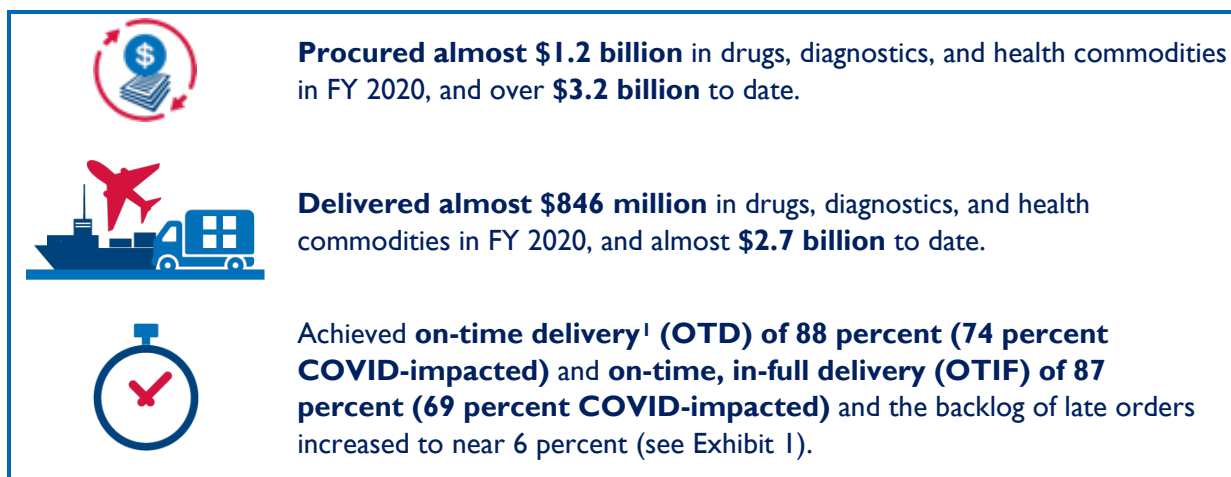 $
Procured almost $1.2 billion in drugs, diagnostics, and health commodities
in FY 2020, and over $3.2 billion to date.
Delivered almost $846 million in drugs, diagnostics, and health
commodities in FY 2020, and almost $2.7 billion to date.
Achieved on-time delivery¹ (OTD) of 88 percent (74 percent
COVID-impacted) and on-time, in-full delivery (OTIF) of 87
percent (69 percent COVID-impacted) and the backlog of late orders
increased to near 6 percent (see Exhibit 1).